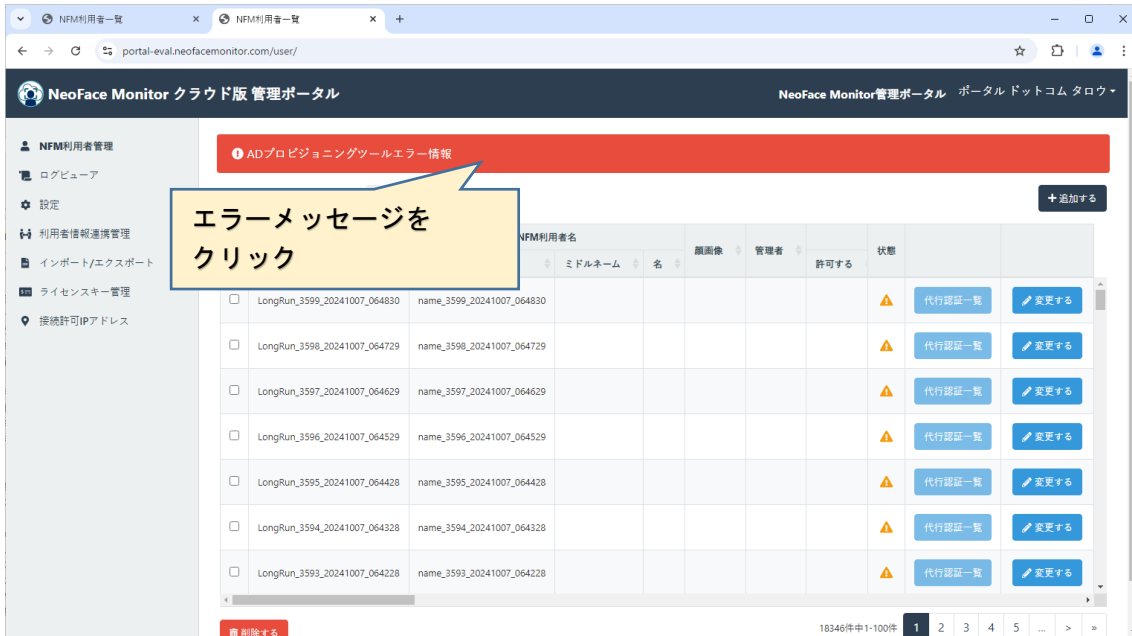 NFM利用者一覧
NFM利用者一覧
portal-eval.neofacemonitor.com/user/
NeoFace Monitor クラウド版 管理ポータル
NeoFace Monitor管理ポータル ポータル ドットコム タロウ
NFM利用者管理
ログビューア
設定
利用者情報連携管理
インポート/エクスポート
ライセンスキー管理
接続許可IPアドレス
ADプロビジョニングツールエラー情報
エラーメッセージを
クリック
+追加する
NFM利用者名
顔画像 管理者 状態
ミドルネーム 名 許可する
LongRun_3599_20241007_064830 name_3599_20241007_064830 代行認証一覧 変更する
LongRun_3598_20241007_064729 name_3598_20241007_064729 代行認証一覧 変更する
LongRun_3597_20241007_064629 name_3597_20241007_064629 代行認証一覧 変更する
LongRun_3596_20241007_064529 name_3596_20241007_064529 代行認証一覧 変更する
LongRun_3595_20241007_064428 name_3595_20241007_064428 代行認証一覧 変更する
LongRun_3594_20241007_064328 name_3594_20241007_064328 代行認証一覧 変更する
LongRun_3593_20241007_064228 name_3593_20241007_064228 代行認証一覧 変更する
削除する
18346件中1-100件 1 2 3 4 5 ... > »